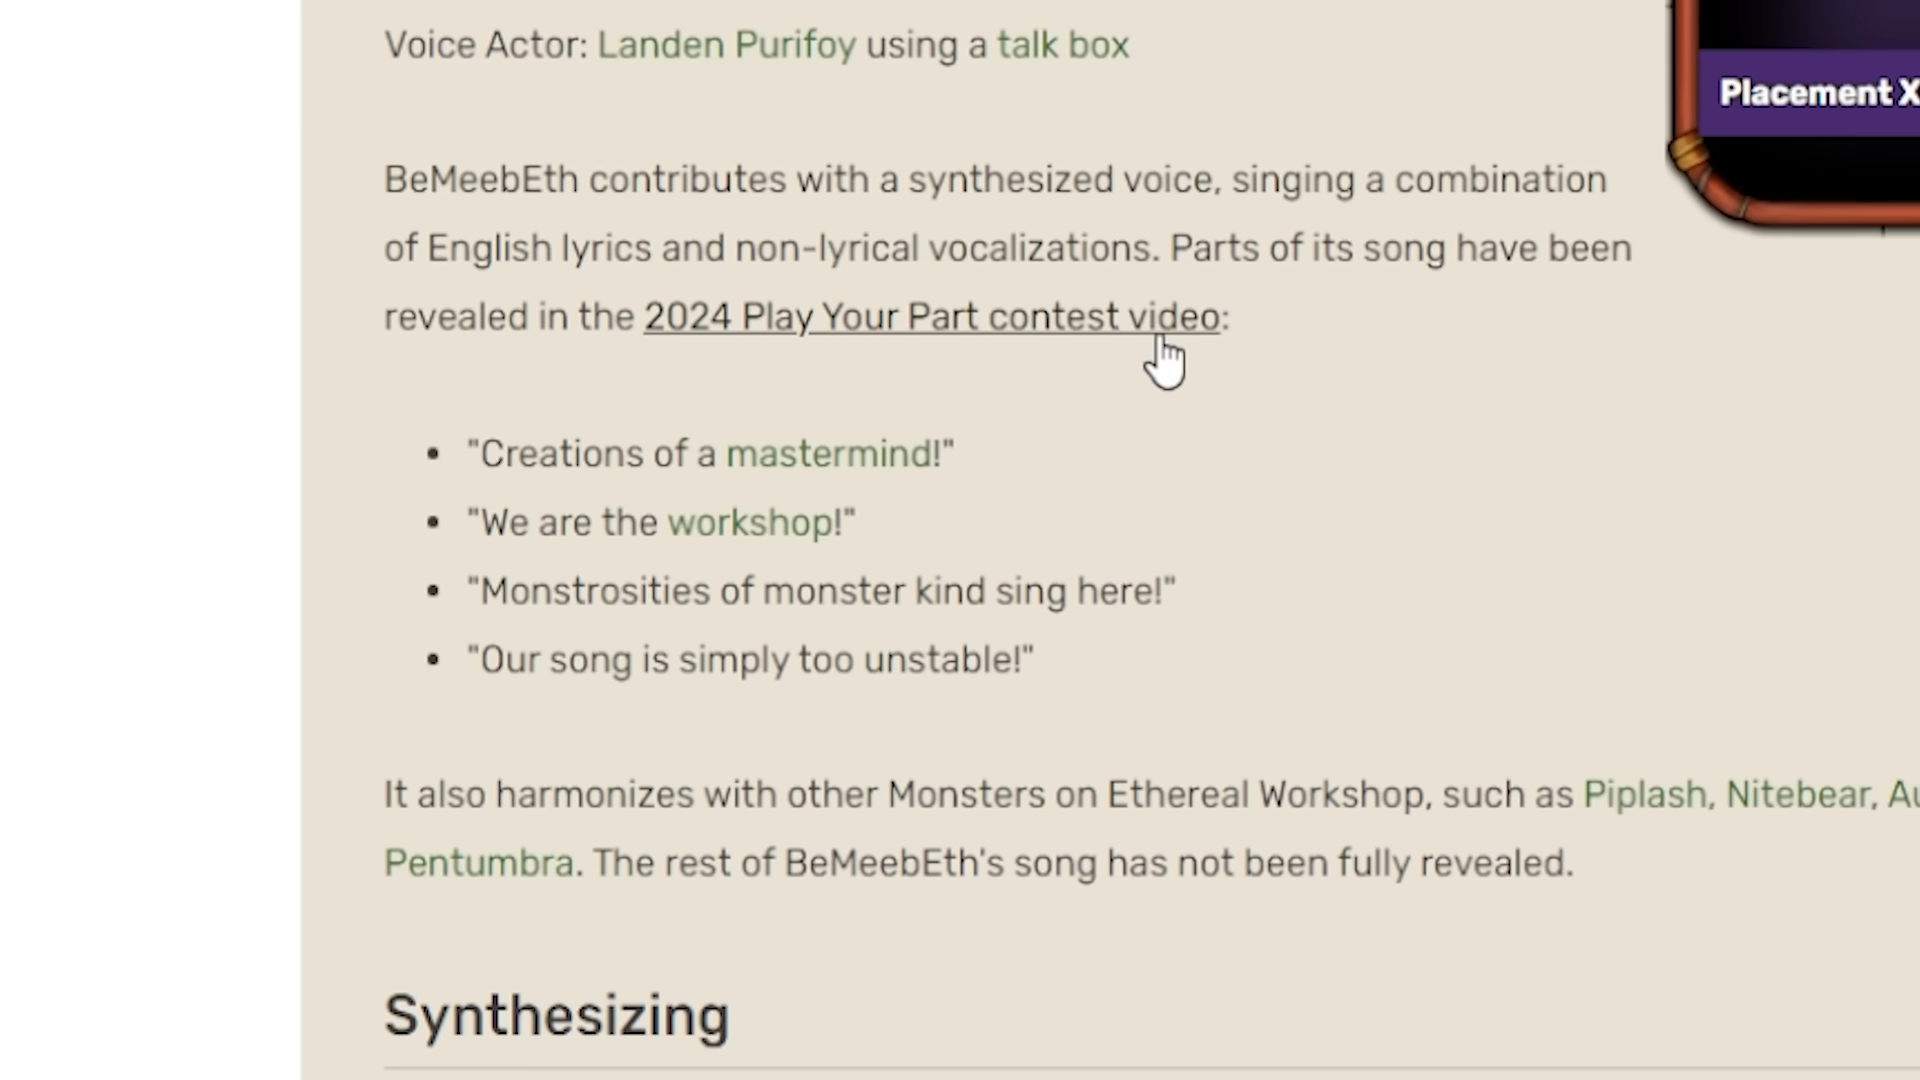 Voice Actor: Landen Purifoy using a talk box
Placement X
BeMeebEth contributes with a synthesized voice, singing a combination
of English lyrics and non-lyrical vocalizations. Parts of its song have been
revealed in the 2024 Play Your Part contest video:
• "Creations of a mastermind!"
• "We are the workshop!"
• "Monstrosities of monster kind sing here!"
• "Our song is simply too unstable!"
It also harmonizes with other Monsters on Ethereal Workshop, such as Piplash, Nitebear,
Pentumbra. The rest of BeMeebEth's song has not been fully revealed.
Synthesizing